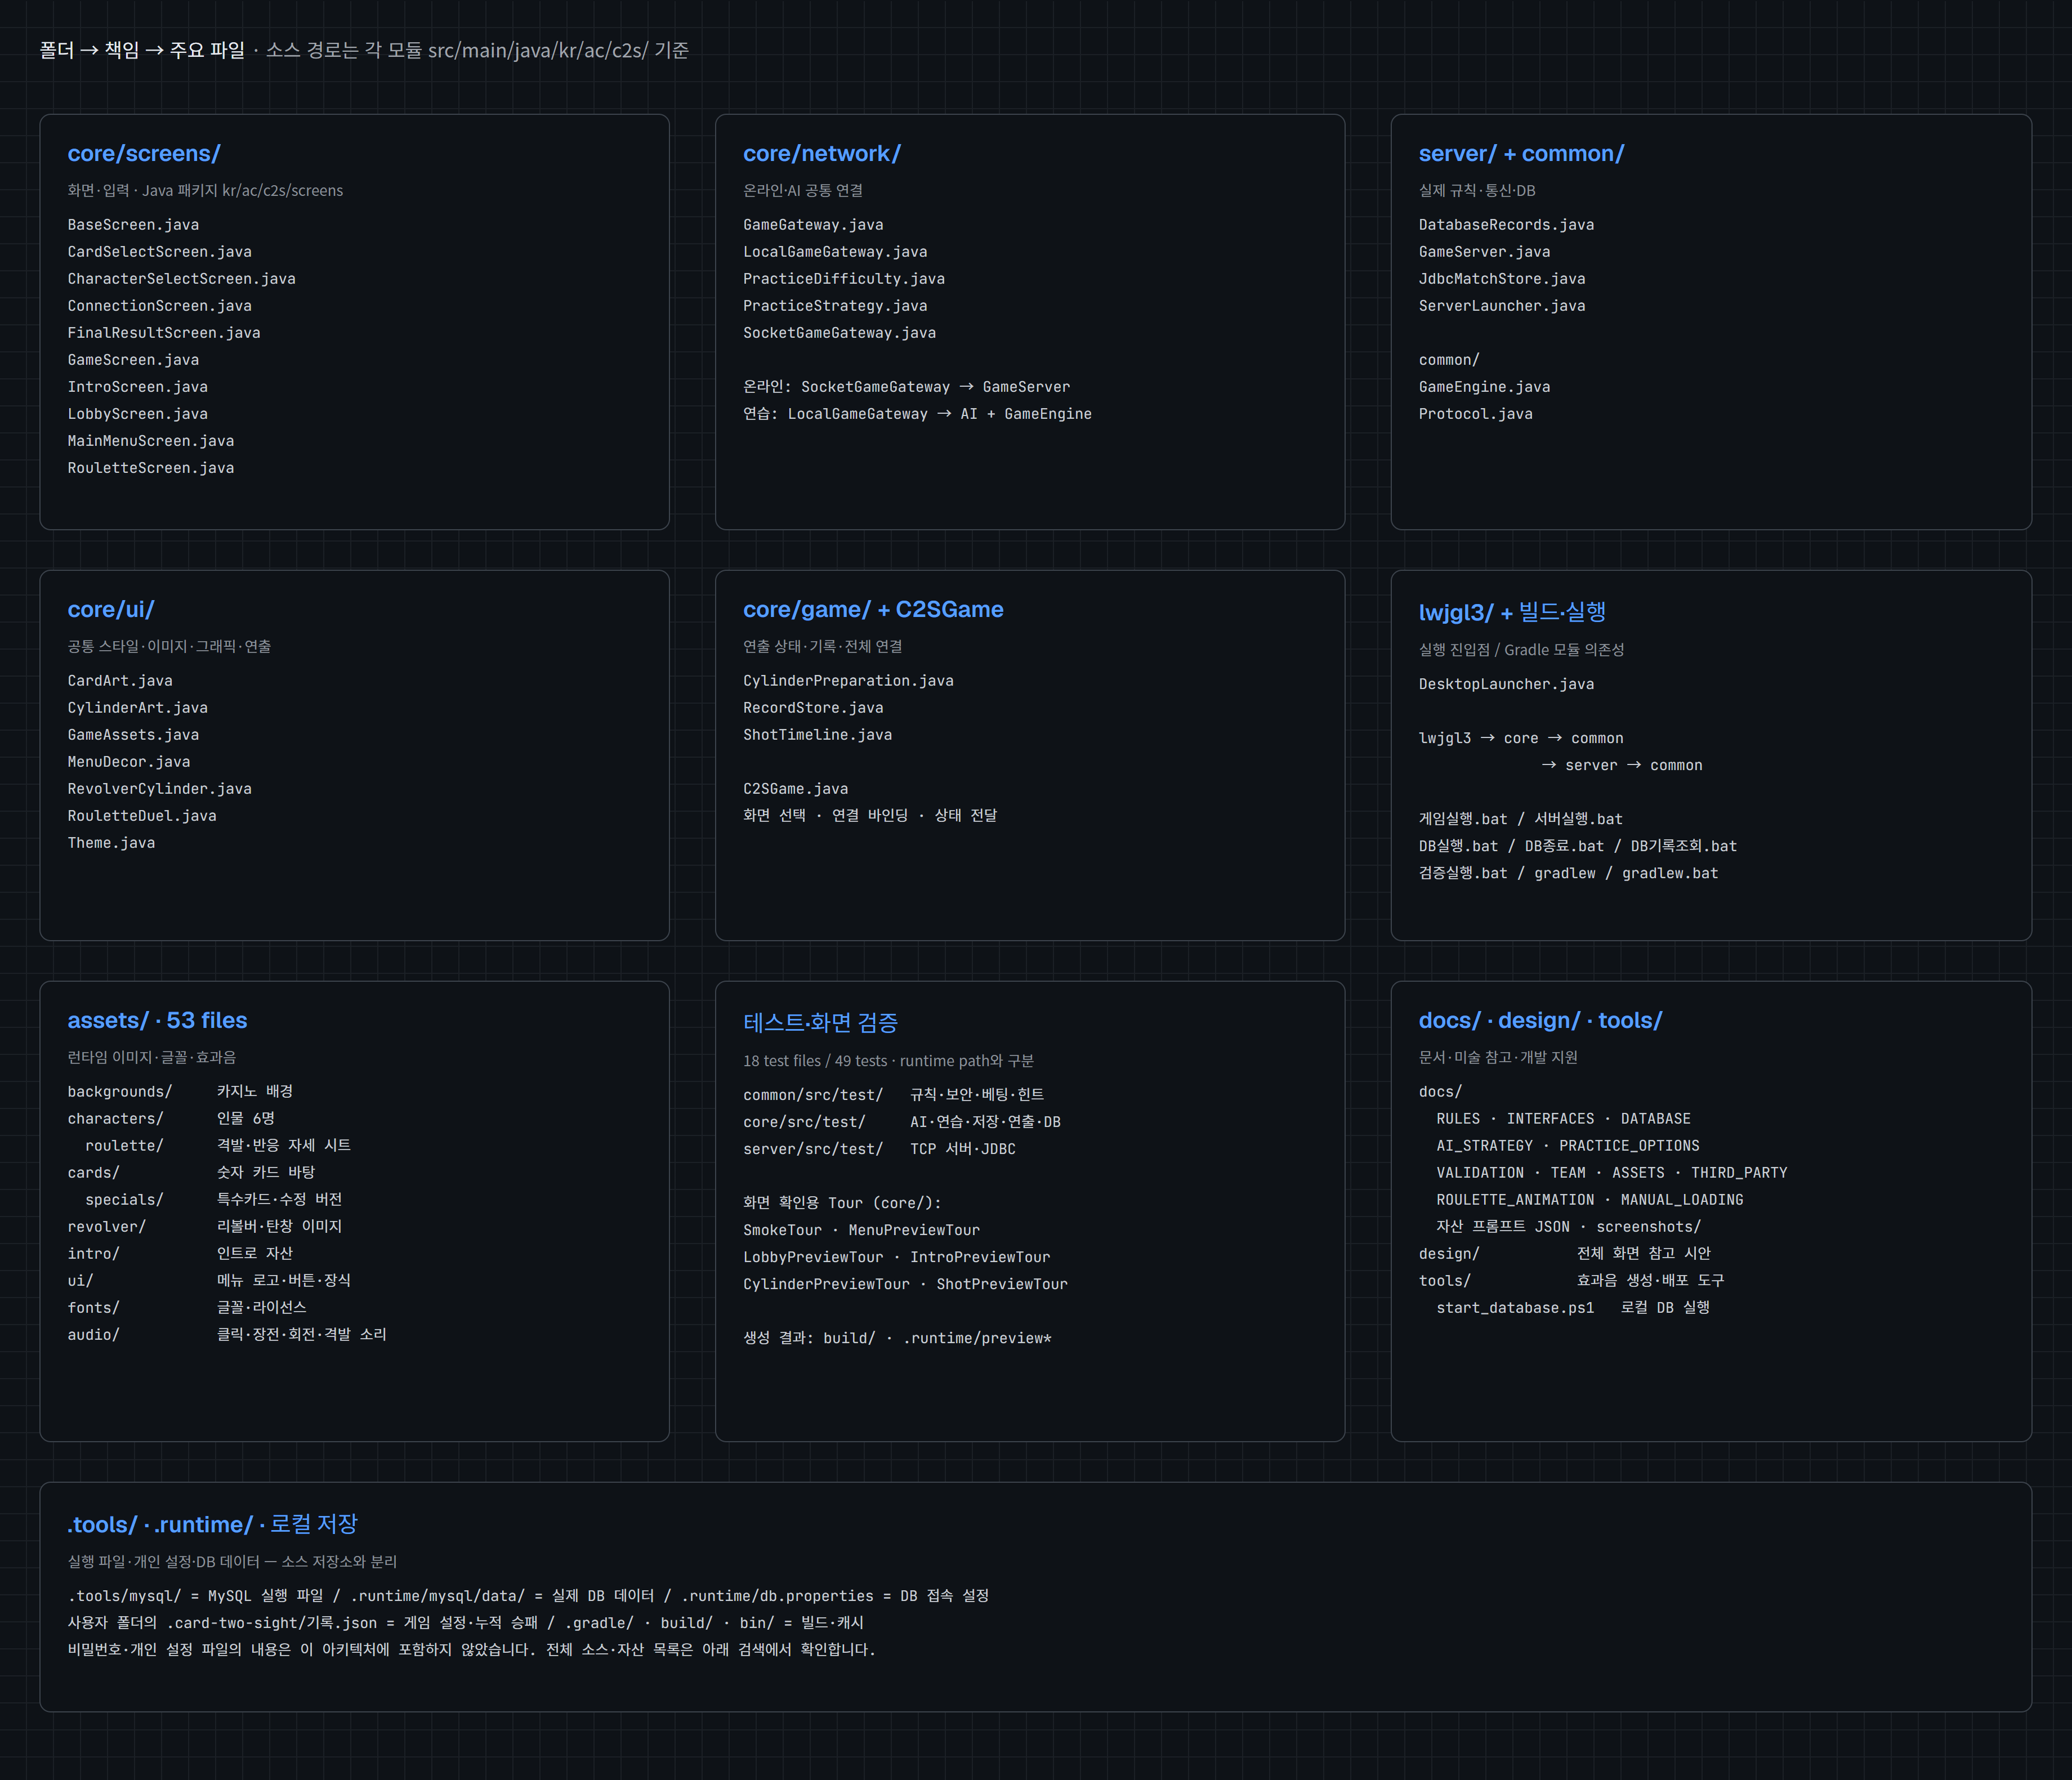 폴더 → 책임 → 주요 파일 · 소스 경로는 각 모듈 src/main/java/kr/ac/c2s/ 기준
core/screens/
화면·입력 · Java 패키지 kr/ac/c2s/screens
BaseScreen.java
CardSelectScreen.java
CharacterSelectScreen.java
ConnectionScreen.java
FinalResultScreen.java
GameScreen.java
IntroScreen.java
LobbyScreen.java
MainMenuScreen.java
RouletteScreen.java
core/network/
온라인·AI 공통 연결
GameGateway.java
LocalGameGateway.java
PracticeDifficulty.java
PracticeStrategy.java
SocketGameGateway.java
온라인: SocketGameGateway → GameServer
연습: LocalGameGateway → AI + GameEngine
server/ + common/
실제 규칙·통신·DB
DatabaseRecords.java
GameServer.java
JdbcMatchStore.java
ServerLauncher.java
common/
GameEngine.java
Protocol.java
core/ui/
공통 스타일·이미지·그래픽·연출
CardArt.java
CylinderArt.java
GameAssets.java
MenuDecor.java
RevolverCylinder.java
RouletteDuel.java
Theme.java
core/game/ + C2SGame
연출 상태·기록·전체 연결
CylinderPreparation.java
RecordStore.java
ShotTimeline.java
C2SGame.java
화면 선택 · 연결 바인딩 · 상태 전달
lwjgl3/ + 빌드·실행
실행 진입점 / Gradle 모듈 의존성
DesktopLauncher.java
lwjgl3 → core → common
→ server → common
게임실행.bat / 서버실행.bat
DB실행.bat / DB종료.bat / DB기록조회.bat
검증실행.bat / gradlew / gradlew.bat
assets/ · 53 files
런타임 이미지·글꼴·효과음
backgrounds/ 카지노 배경
characters/ 인물 6명
roulette/ 격발·반응 자세 시트
cards/ 숫자 카드 바탕
specials/ 특수카드·수정 버전
revolver/ 리볼버·탄창 이미지
intro/ 인트로 자산
ui/ 메뉴 로고·버튼·장식
fonts/ 글꼴·라이선스
audio/ 클릭·장전·회전·격발 소리
테스트·화면 검증
18 test files / 49 tests · runtime path와 구분
common/src/test/ 규칙·보안·베팅·힌트
core/src/test/ AI·연습·저장·연출·DB
server/src/test/ TCP 서버·JDBC
화면 확인용 Tour (core/):
SmokeTour · MenuPreviewTour
LobbyPreviewTour · IntroPreviewTour
CylinderPreviewTour · ShotPreviewTour
생성 결과: build/ · .runtime/preview*
docs/ · design/ · tools/
문서·미술 참고·개발 지원
docs/
RULES · INTERFACES · DATABASE
AI_STRATEGY · PRACTICE_OPTIONS
VALIDATION · TEAM · ASSETS · THIRD_PARTY
ROULETTE_ANIMATION · MANUAL_LOADING
자산 프롬프트 JSON · screenshots/
design/ 전체 화면 참고 시안
tools/ 효과음 생성·배포 도구
start_database.ps1 로컬 DB 실행
.tools/ · .runtime/ · 로컬 저장
실행 파일·개인 설정·DB 데이터 — 소스 저장소와 분리
.tools/mysql/ = MySQL 실행 파일 / .runtime/mysql/data/ = 실제 DB 데이터 / .runtime/db.properties = DB 접속 설정
사용자 폴더의 .card-two-sight/기록.json = 게임 설정·누적 승패 / .gradle/ · build/ · bin/ = 빌드·캐시
비밀번호·개인 설정 파일의 내용은 이 아키텍처에 포함하지 않았습니다. 전체 소스·자산 목록은 아래 검색에서 확인합니다.